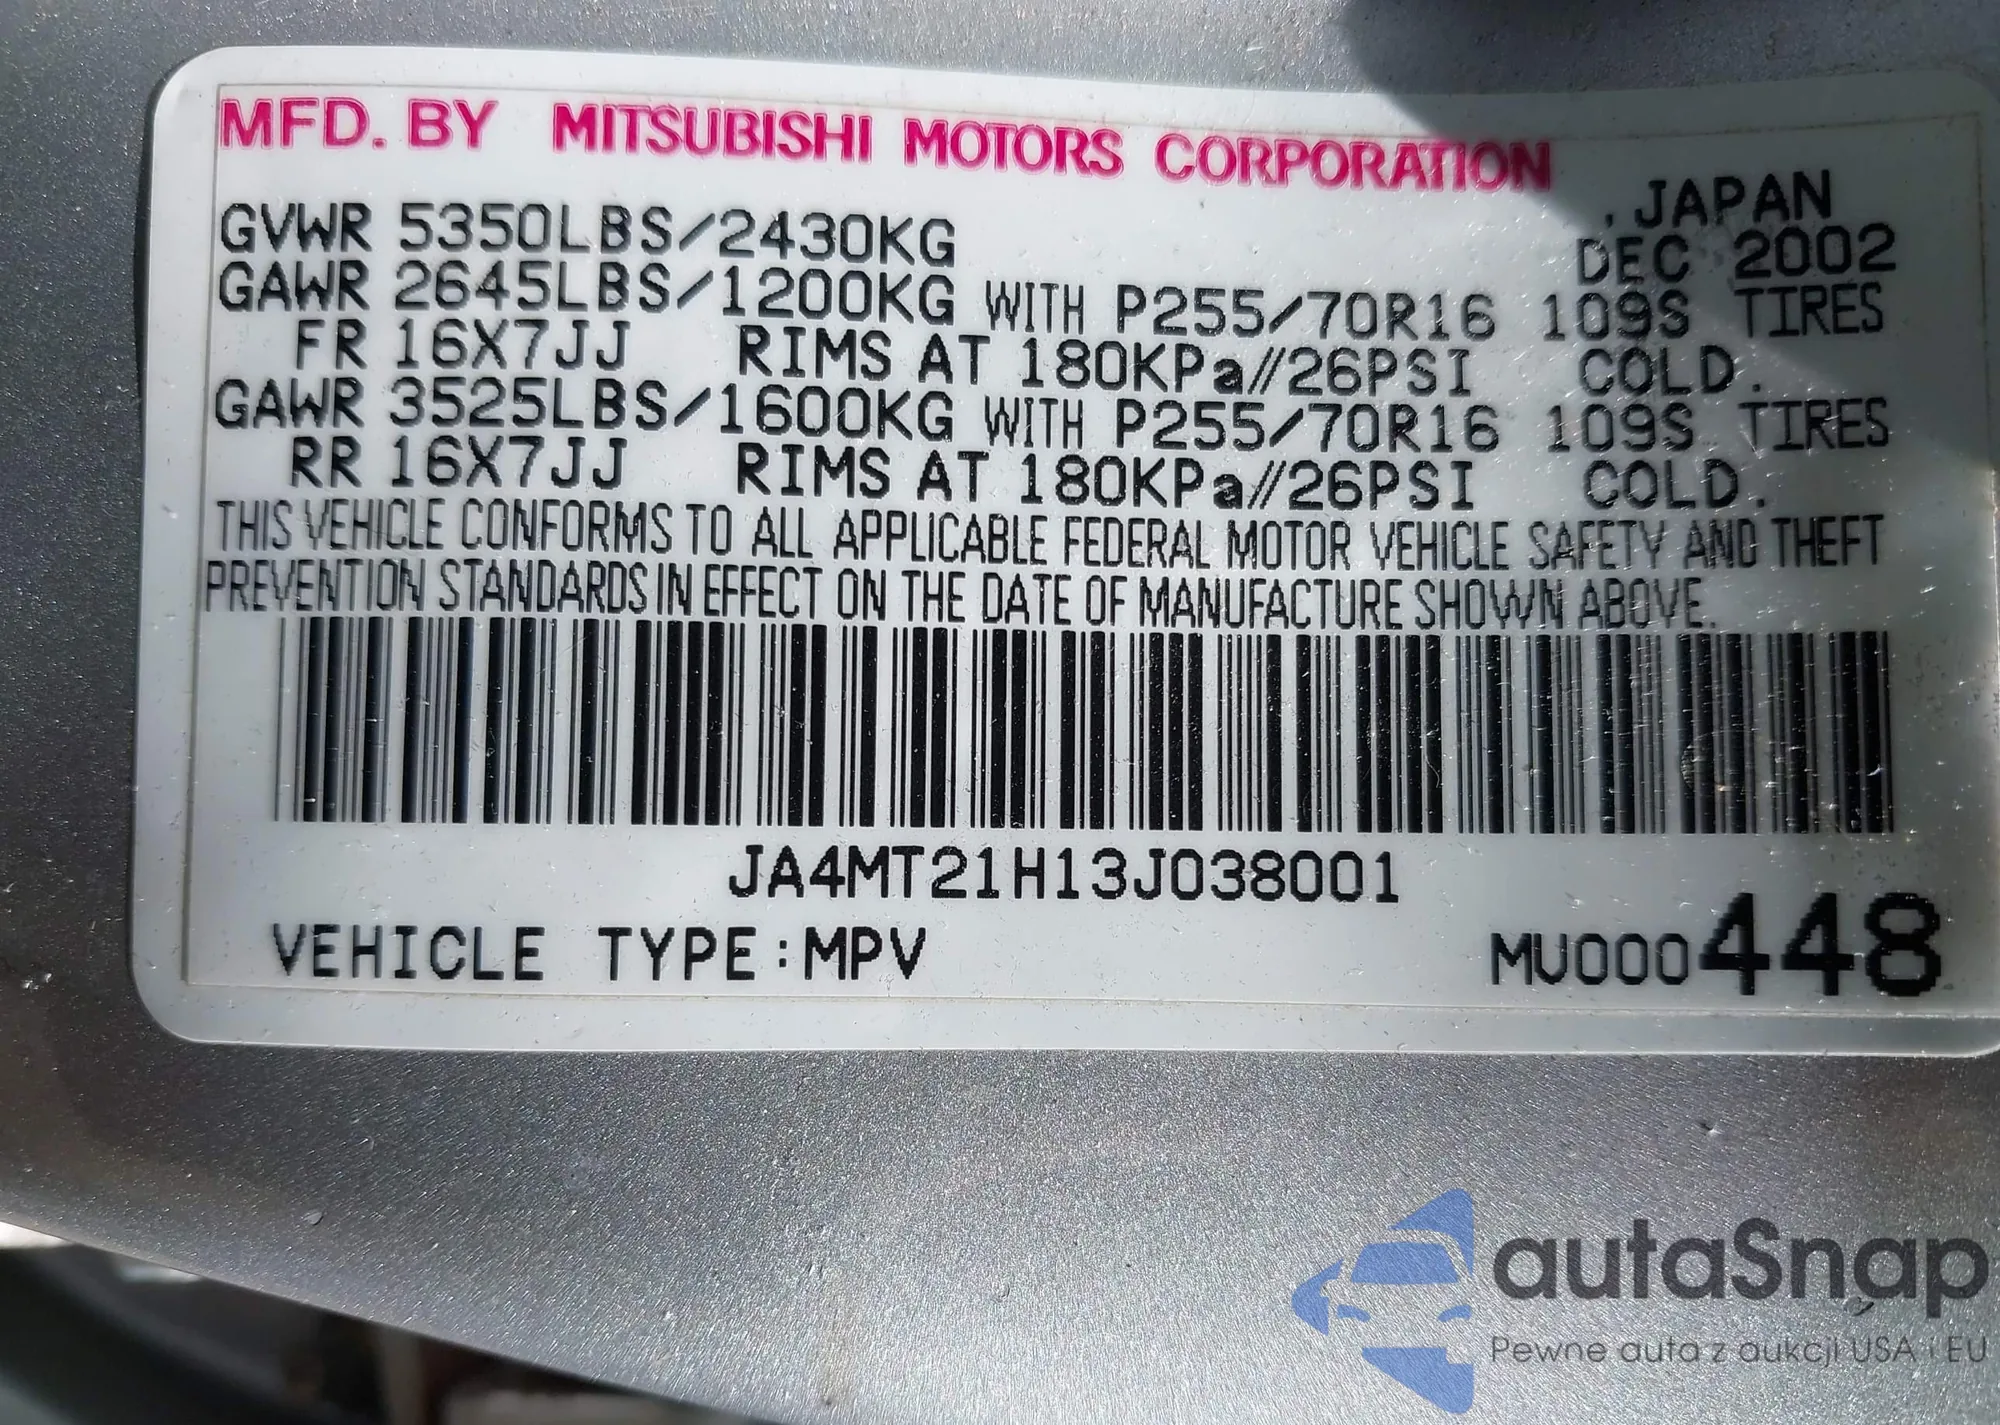 MFD. BY MITSUBISHI MOTORS CORPORATION
.JAPAN
GVWR 5350LBS/2430KG DEC 2002
GAWR 2645LBS/1200KG WITH P255/70R16 109S TIRES
FR 16X7JJ RIMS AT 180KPa//26PSI COLD.
GAWR 3525LBS/1600KG WITH P255/70R16 109S TIRES
RR 16X7JJ RIMS AT 180KPa//26PSI COLD.
THIS VEHICLE CONFORMS TO ALL APPLICABLE FEDERAL MOTOR VEHICLE SAFETY AND THEFT
PREVENTION STANDARDS IN EFFECT ON THE DATE OF MANUFACTURE SHOWN ABOVE.
JA4MT21H13J038001
VEHICLE TYPE:MPV MU000448
autaSnap
Pewne auta z aukcji USA i EU